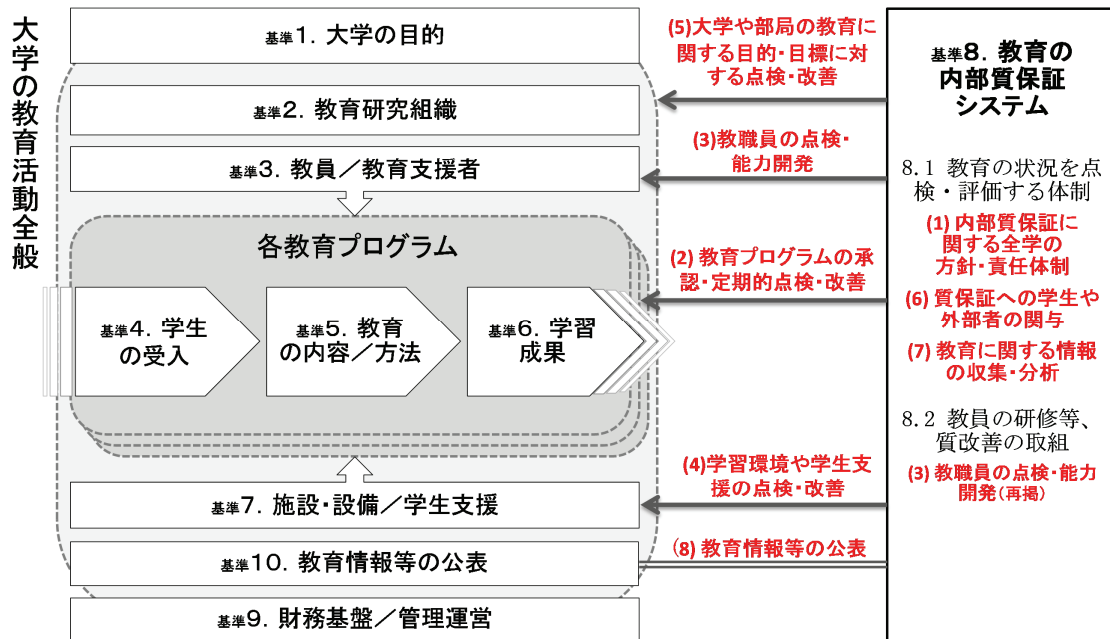 大学の教育活動全般
基準1．大学の目的
基準2．教育研究組織
基準3．教員／教育支援者
各教育プログラム
基準4．学生
の受入
基準5．教育
の内容／方法
基準6．学習
成果
基準7．施設・設備／学生支援
基準10．教育情報等の公表
基準9．財務基盤／管理運営
(5)大学や部局の教育に
関する目的・目標に対
する点検・改善
(3)教職員の点検・
能力開発
(2) 教育プログラムの承
認・定期的点検・改善
(4)学習環境や学生支
援の点検・改善
(8) 教育情報等の公表
基準8．教育の
内部質保証
システム
8.1 教育の状況を点
検・評価する体制
(1) 内部質保証に
関する全学の
方針・責任体制
(6) 質保証への学生や
外部者の関与
(7) 教育に関する情報
の収集・分析
8.2 教員の研修等、
質改善の取組
(3) 教職員の点検・能力
開発(再掲)